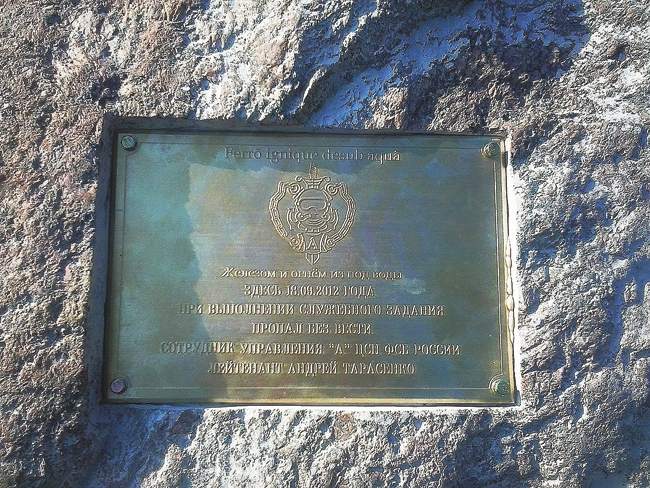 Ferro ignique desub aquà
А
Железом и огнём из под воды
ЗДЕСЬ 18.09.2012 ГОДА
ПРИ ВЫПОЛНЕНИИ СЛУЖЕБНОГО ЗАДАНИЯ
ПРОПАЛ БЕЗ ВЕСТИ
СОТРУДНИК УПРАВЛЕНИЯ "А" ЦСН ФСБ РОССИИ
ЛЕЙТЕНАНТ АНДРЕЙ ТАРАСЕНКО